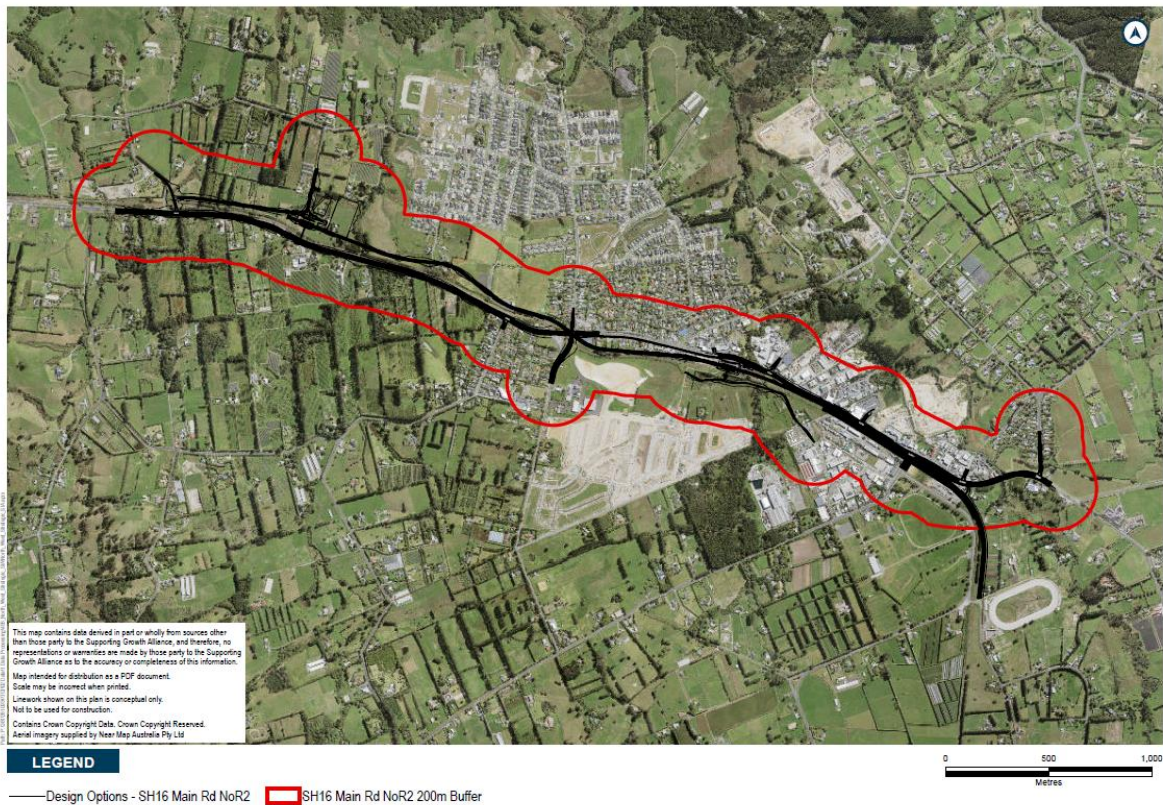 This map contains data derived in part or wholly from sources other
than those party to the Supporting Growth Alliance, and therefore, no
representations or warranties are made by those party to the Supporting
Growth Alliance as to the accuracy or completeness of this information.
Map intended for distribution as a PDF document.
Scale may be incorrect when printed.
Linework shown on this plan is conceptual only.
Not to be used for construction.
Contains Crown Copyright Data. Crown Copyright Reserved.
Aerial imagery supplied by Near Map Australia Pty Ltd
LEGEND
0 500 1,000
Metres
Design Options - SH16 Main Rd NoR2 SH16 Main Rd NoR2 200m Buffer